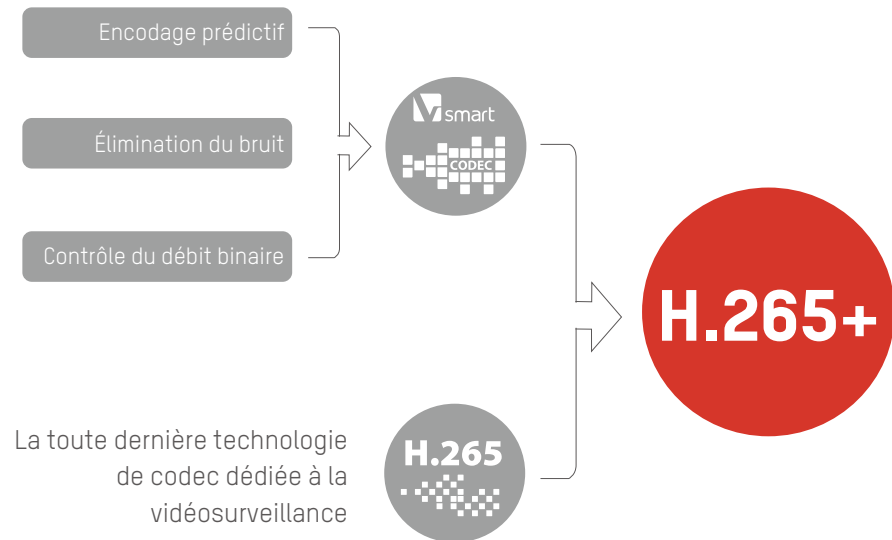 Encodage prédictif
Élimination du bruit
Contrôle du débit binaire
V smart
CODEC
H.265+
La toute dernière technologie
de codec dédiée à la
vidéosurveillance
H.265